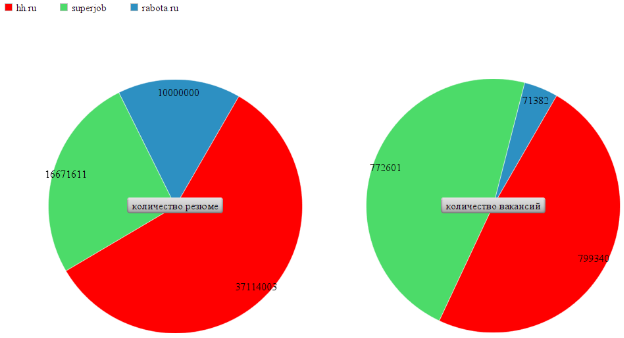 hh.ru superjob rabota.ru
10000000
16671611
количество резюме
37114005
71382
772601
количество вакансий
799340